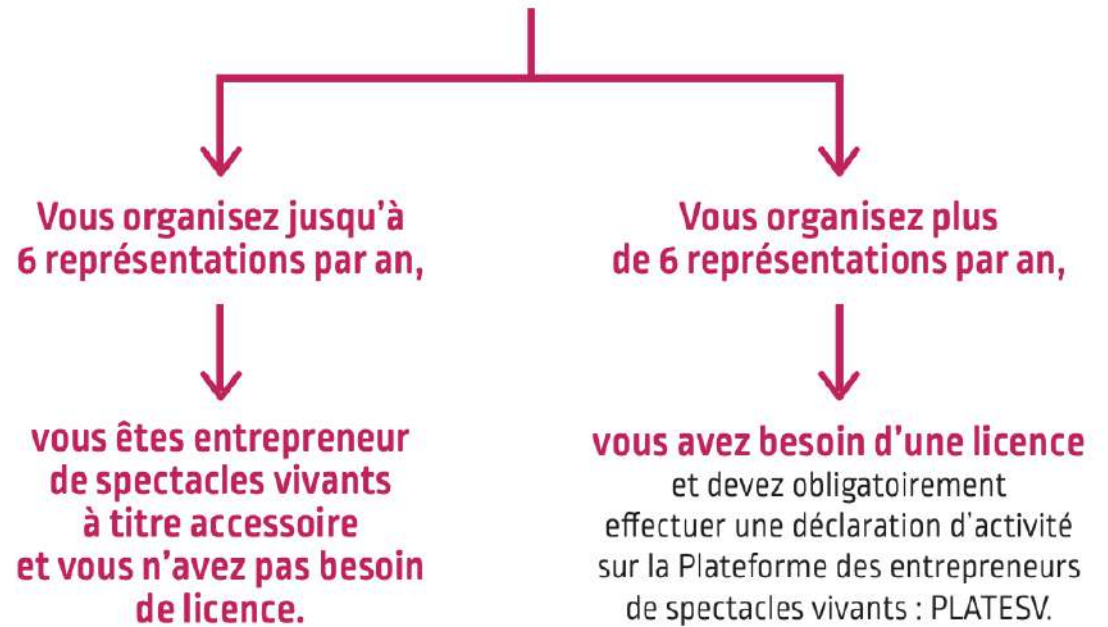 Vous organisez jusqu'à
6 représentations par an,
vous êtes entrepreneur
de spectacles vivants
à titre accessoire
et vous n'avez pas besoin
de licence.
Vous organisez plus
de 6 représentations par an,
vous avez besoin d'une licence
et devez obligatoirement
effectuer une déclaration d'activité
sur la Plateforme des entrepreneurs
de spectacles vivants : PLATESV.